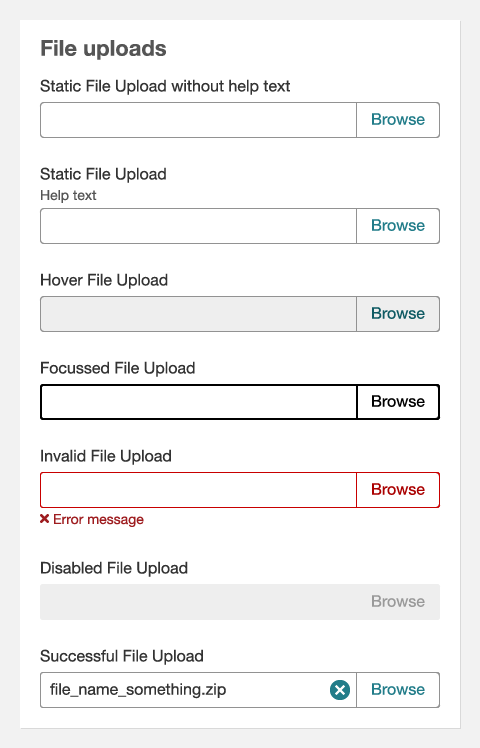 File uploads
Static File Upload without help text
Browse
Static File Upload
Help text
Browse
Hover File Upload
Browse
Focussed File Upload
Browse
Invalid File Upload
Browse
Error message
Disabled File Upload
Browse
Successful File Upload
file_name_something.zip Browse